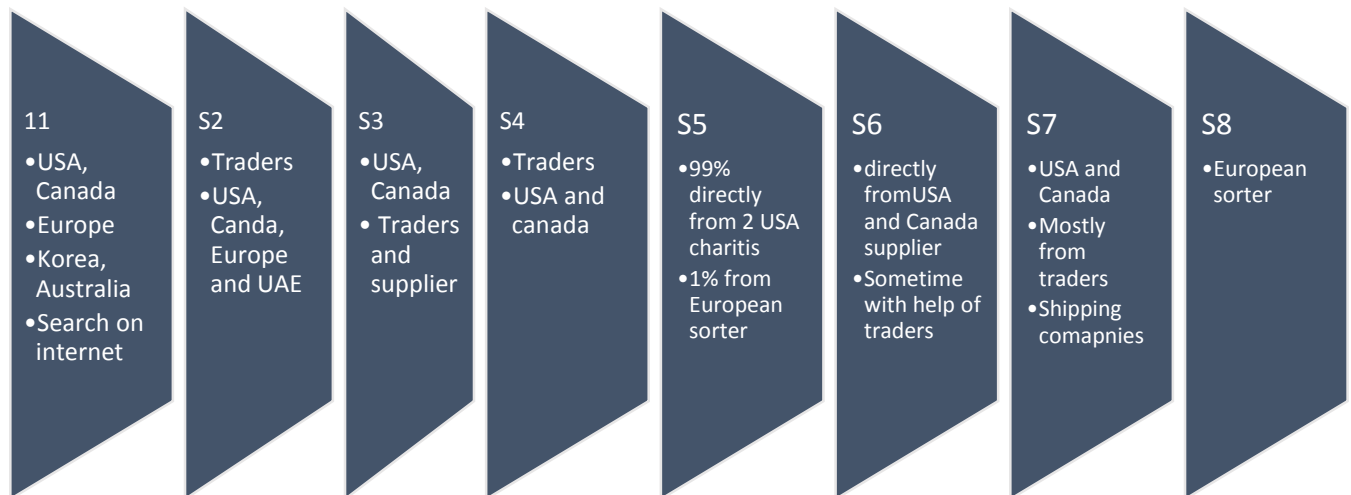 11
•USA,
Canada
•Europe
•Korea,
Australia
•Search on
internet
S2
•Traders
•USA,
Canda,
Europe
and UAE
S3
•USA,
Canada
• Traders
and
supplier
S4
•Traders
•USA and
canada
S5
•99%
directly
from 2 USA
charitis
•1% from
European
sorter
S6
•directly
fromUSA
and Canada
supplier
•Sometime
with help of
traders
S7
•USA and
Canada
•Mostly
from
traders
•Shipping
comapnies
S8
•European
sorter